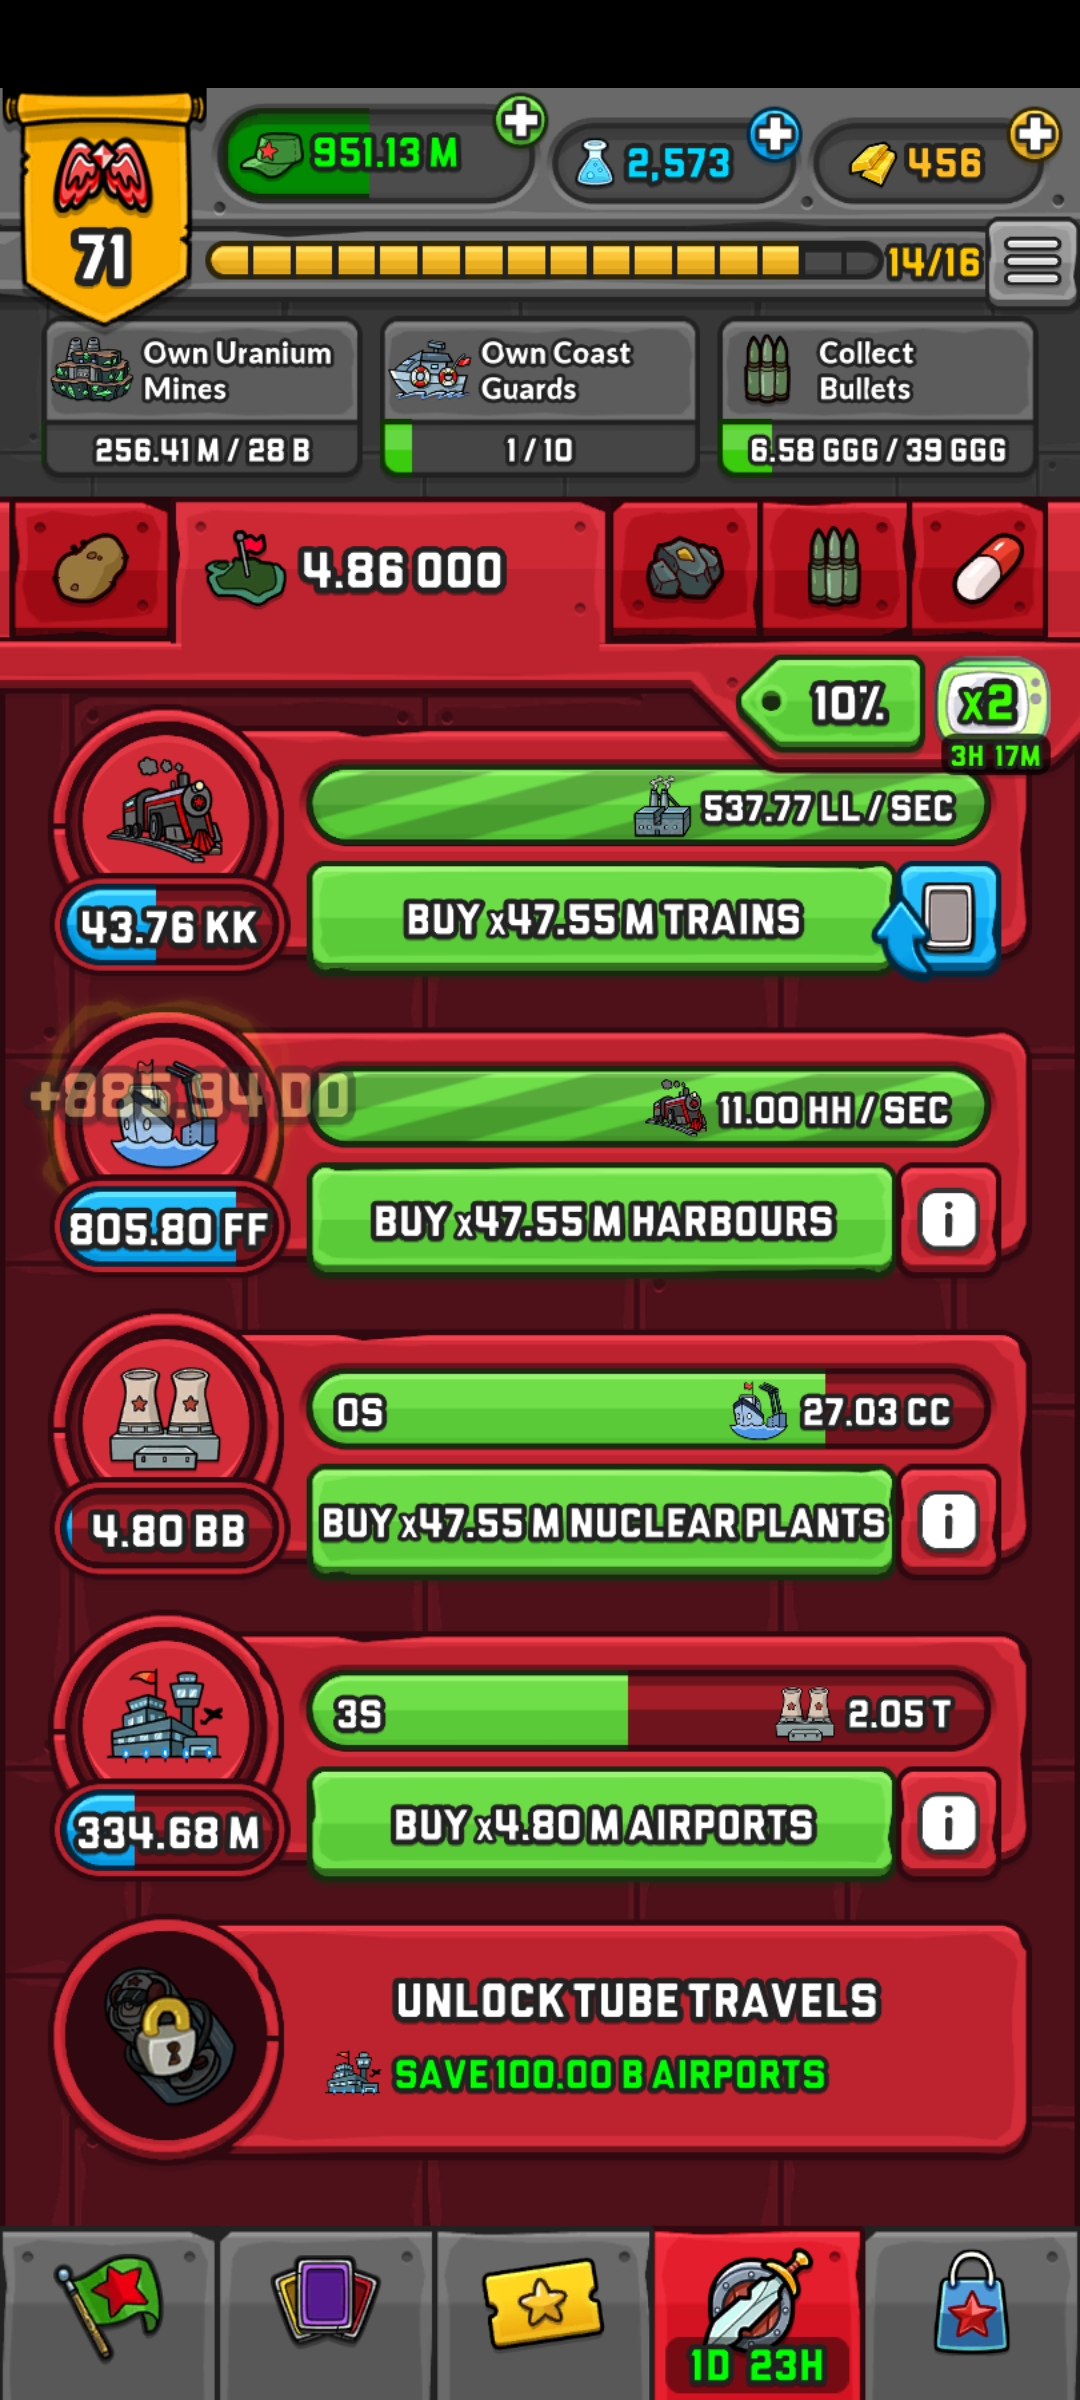 951.13 M
2,573
456
71
14/16
Own Uranium
Mines
256.41 M / 28 B
Own Coast
Guards
1 / 10
Collect
Bullets
6.58 GGG / 39 GGG
4.86 OOO
10%
x2
3H 17M
537.77 LL / SEC
43.76 KK
BUY x47.55 M TRAINS
+885.94 DD
11.00 HH / SEC
805.80 FF
BUY x47.55 M HARBOURS
i
0S
27.03 CC
4.80 BB
BUY x47.55 M NUCLEAR PLANTS
i
3S
2.05 T
334.68 M
BUY x4.80 M AIRPORTS
i
UNLOCK TUBE TRAVELS
SAVE 100.00 B AIRPORTS
1D 23H